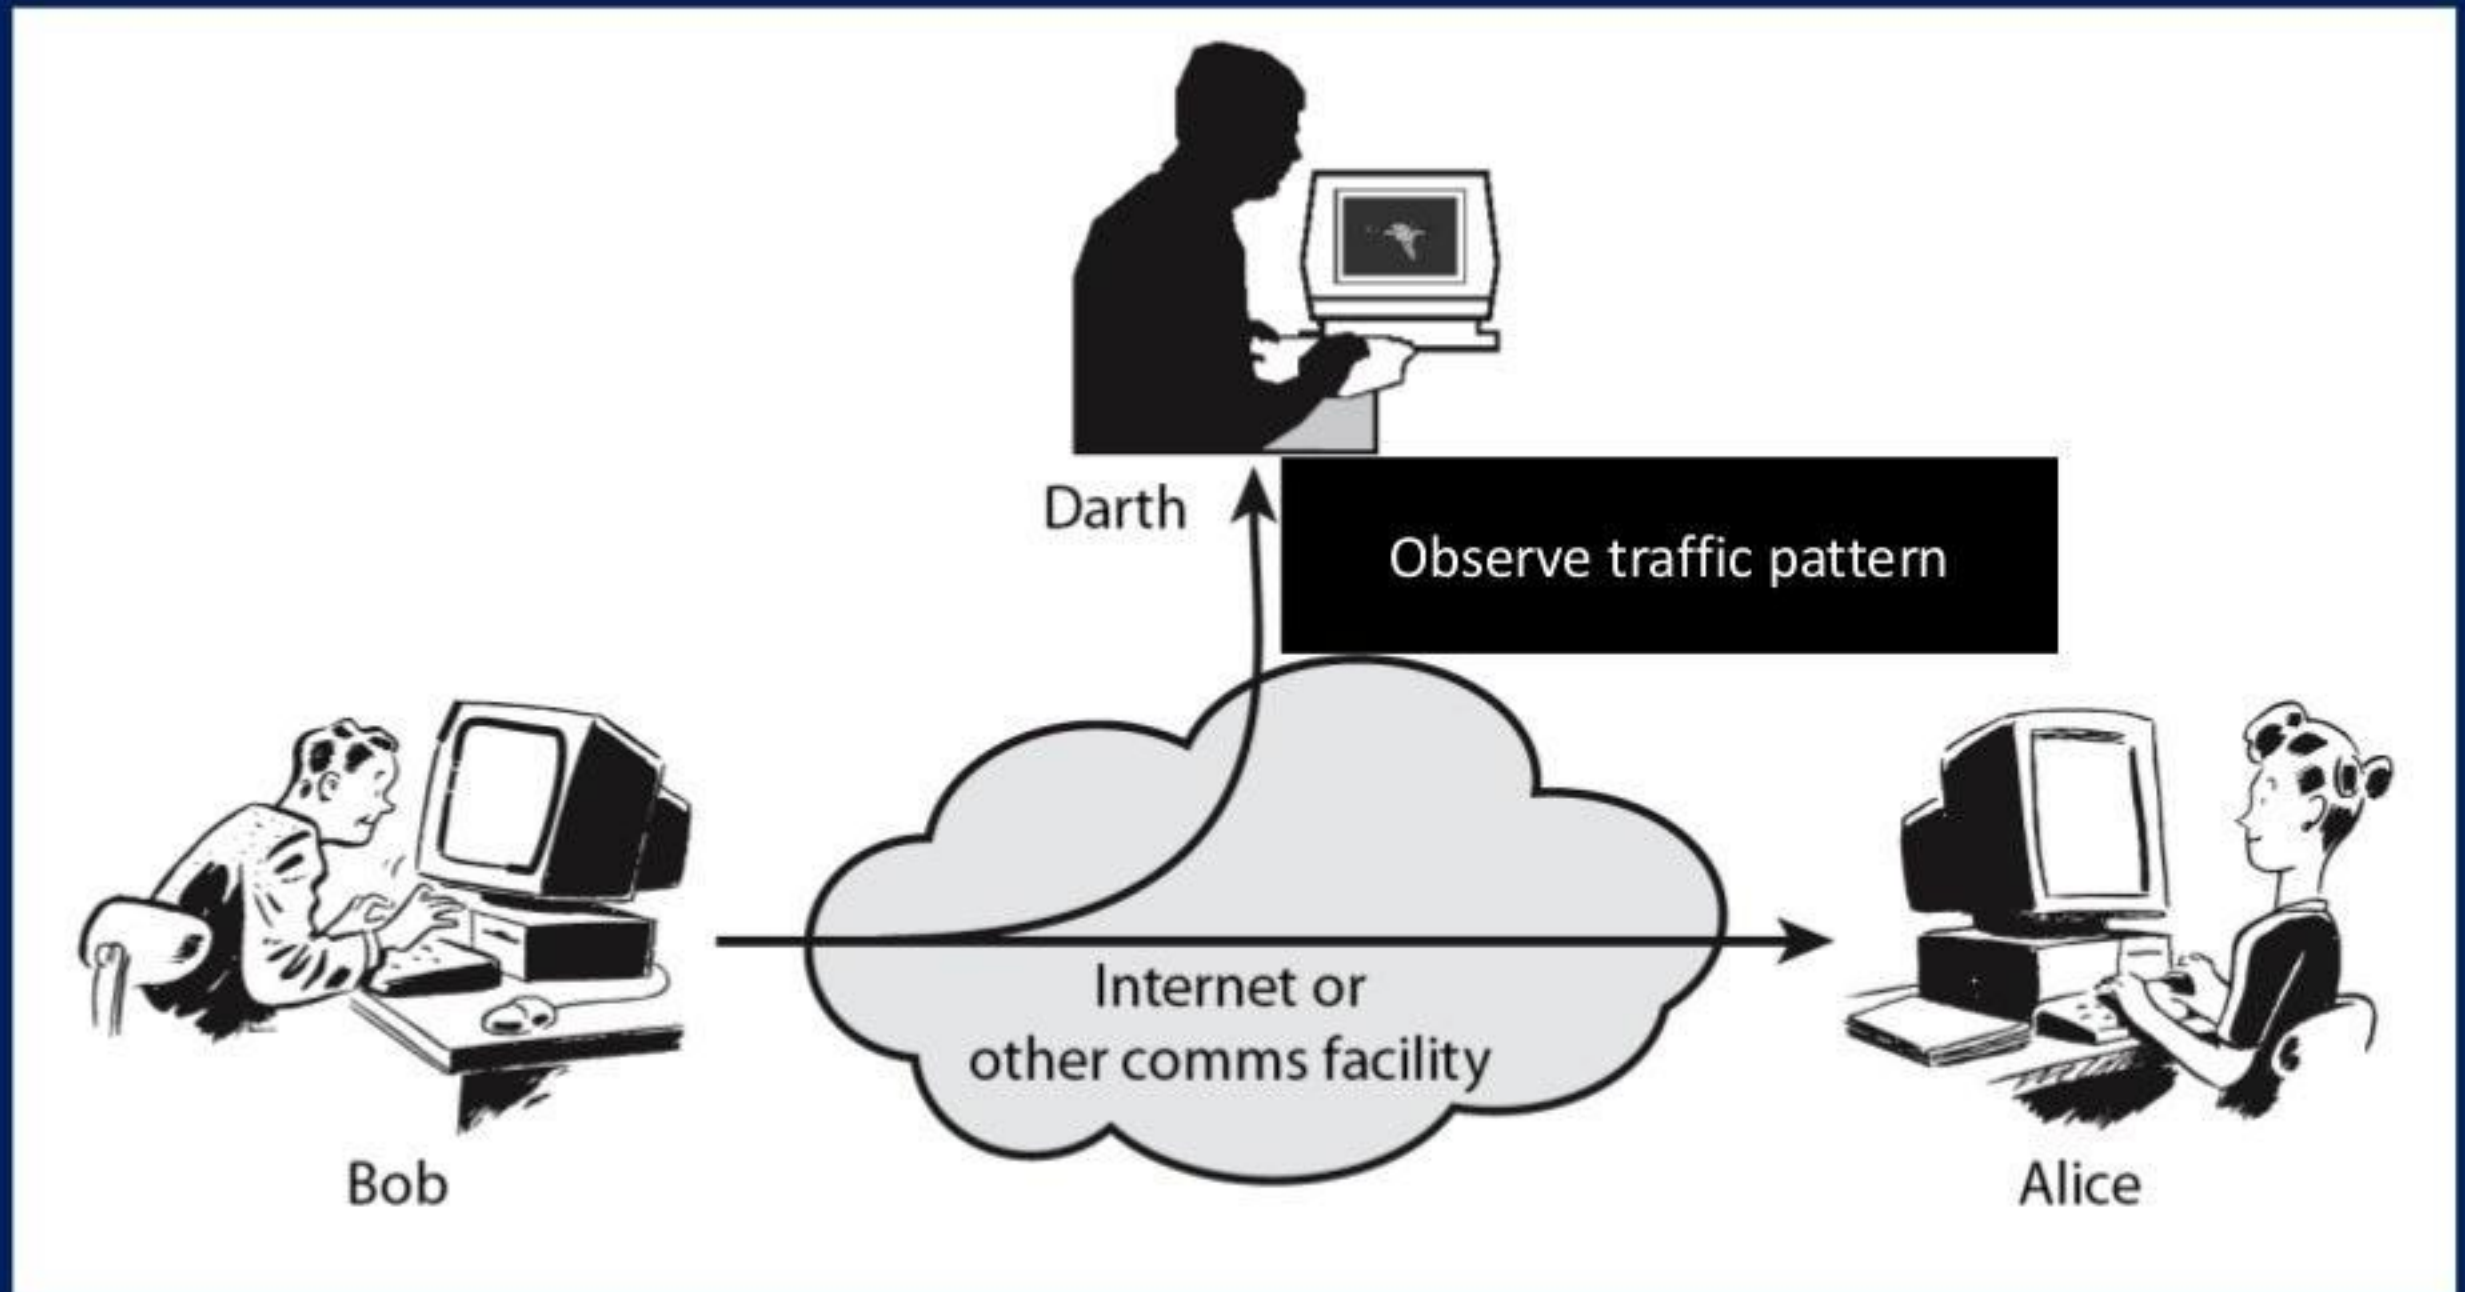 Darth
Observe traffic pattern
Internet or
other comms facility
Bob
Alice